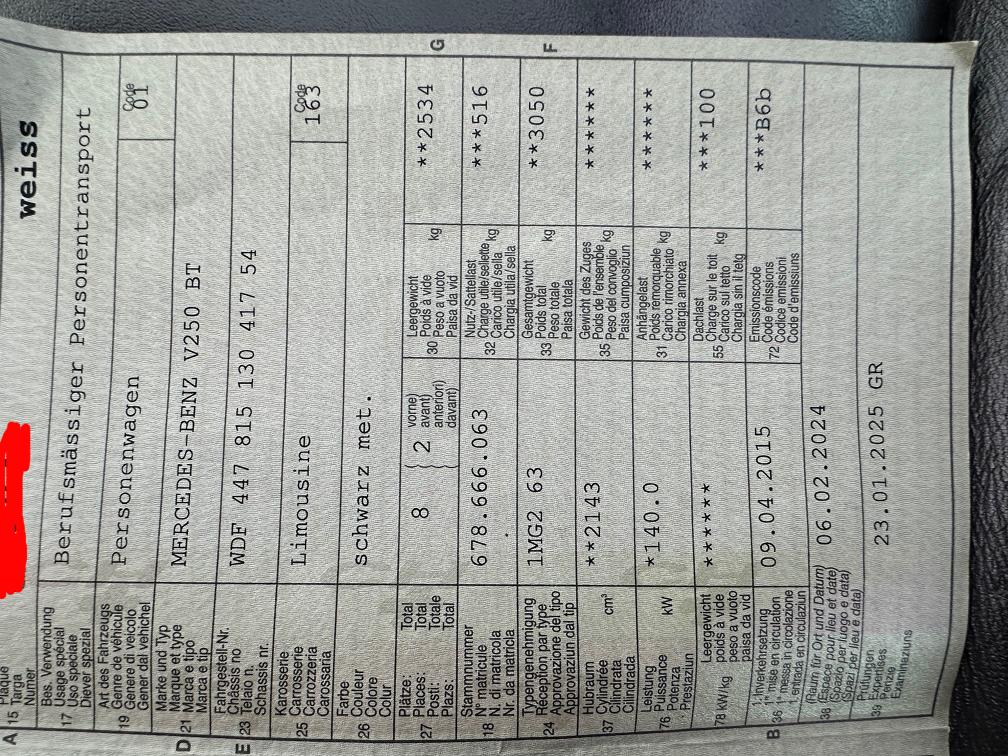 A 15 Plaque
Targa
Numer
weiss
17 Bes. Verwendung
Usage spécial
Uso speciale
Diever spezial
Berufsmässiger Personentransport
19 Art des Fahrzeugs
Genre de véhicule
Genere di veicolo
Gener dal vehichel
Personenwagen
Code
01
D 21 Marke und Typ
Marque et type
Marca e tipo
Marca e tip
MERCEDES-BENZ V250 BT
E 23 Fahrgestell-Nr.
Châssis no
Telaio n.
Schassis nr.
WDF 447 815 130 417 54
25 Karosserie
Carrosserie
Carrozzeria
Carossaria
Limousine
Code
163
26 Farbe
Couleur
Colore
Colur
schwarz met.
27 Plätze: Total
Places: Total
Posti: Totale
Plazs: Total
8 ( 2 vorne)
avant)
anteriori)
davant)
30 Leergewicht
Poids à vide
Peso a vuoto kg
Paisa da vid
**2534 G
18 Stammnummer
N° matricule
N. di matricola
Nr. da matricla
678.666.063
32 Nutz-/Sattellast
Charge utile/sellette
Carico utile/sella kg
Chargia utila/sella
***516
24 Typengenehmigung
Réception par type
Approvazione del tipo
Approvaziun dal tip
1MG2 63
33 Gesamtgewicht
Poids total
Peso totale kg
Paisa totala
**3050 F
37 Hubraum
Cylindrée cm³
Cilindrata
Cilindrada
**2143
35 Gewicht des Zuges
Poids de l'ensemble
Peso del convoglio kg
Paisa cumposiziun
*******
76 Leistung
Puissance kW
Potenza
Prestaziun
*140.0
31 Anhängelast
Poids remorquable
Carico rimorchiato kg
Chargia annexa
*******
78 kW/kg Leergewicht
poids à vide
peso a vuoto
paisa da vid
******
55 Dachlast
Charge sur le toit
Carico sul tetto kg
Chargia sin il tetg
***100
B 36 1. Inverkehrsetzung
1re mise en circulation
1a messa in circolazione
1. entrada en circulaziun
09.04.2015
72 Emissionscode
Code émissions
Codice emissioni
Code d'emissiuns
***B6b
38 (Raum für Ort und Datum)
(Espace pour lieu et date)
(Spazio per luogo e data)
(Spazi per lieu e data)
06.02.2024
39 Prüfungen
Expertises
Perizie
Examinaziuns
23.01.2025 GR